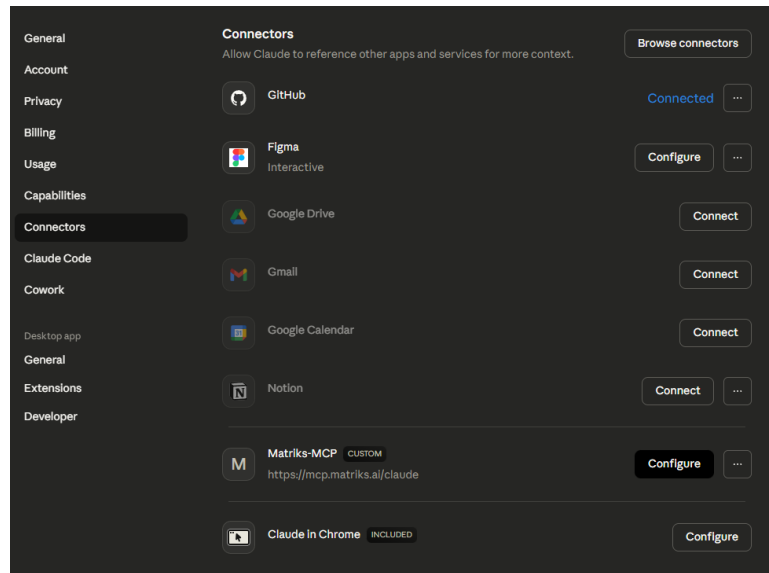 General
Account
Privacy
Billing
Usage
Capabilities
Connectors
Claude Code
Cowork
Desktop app
General
Extensions
Developer
Connectors
Allow Claude to reference other apps and services for more context.
Browse connectors
GitHub
Connected
...
Figma
Interactive
Configure
...
Google Drive
Connect
Gmail
Connect
Google Calendar
31
Connect
Notion
Connect
...
M
Matriks-MCP CUSTOM
https://mcp.matriks.ai/claude
Configure
...
Claude in Chrome INCLUDED
Configure